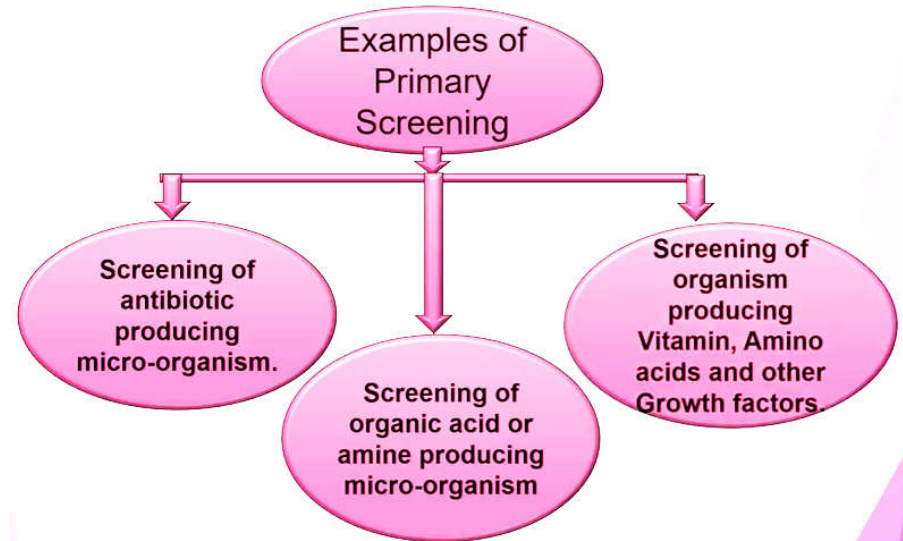 Examples of
Primary
Screening
Screening of
antibiotic
producing
micro-organism.
Screening of
organic acid or
amine producing
micro-organism
Screening of
organism
producing
Vitamin, Amino
acids and other
Growth factors.